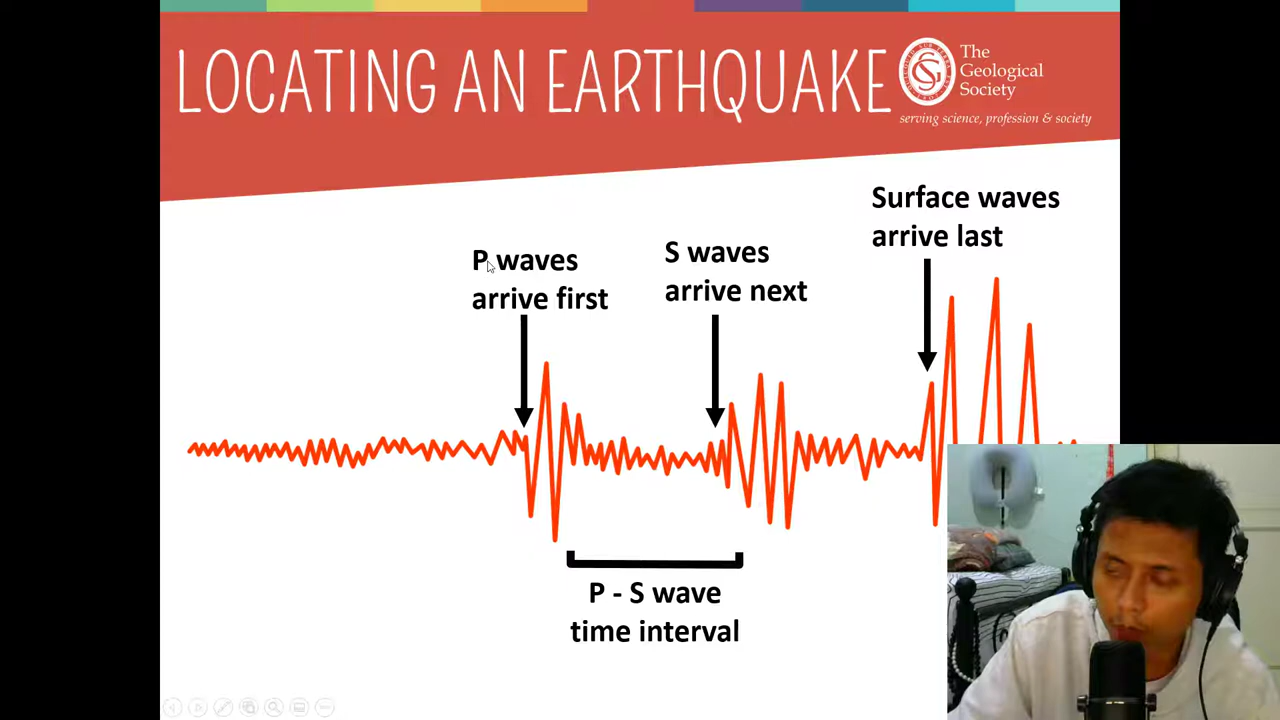 LOCATING AN EARTHQUAKE
The
Geological
Society
serving science, profession & society
P waves
arrive first
S waves
arrive next
Surface waves
arrive last
P - S wave
time interval